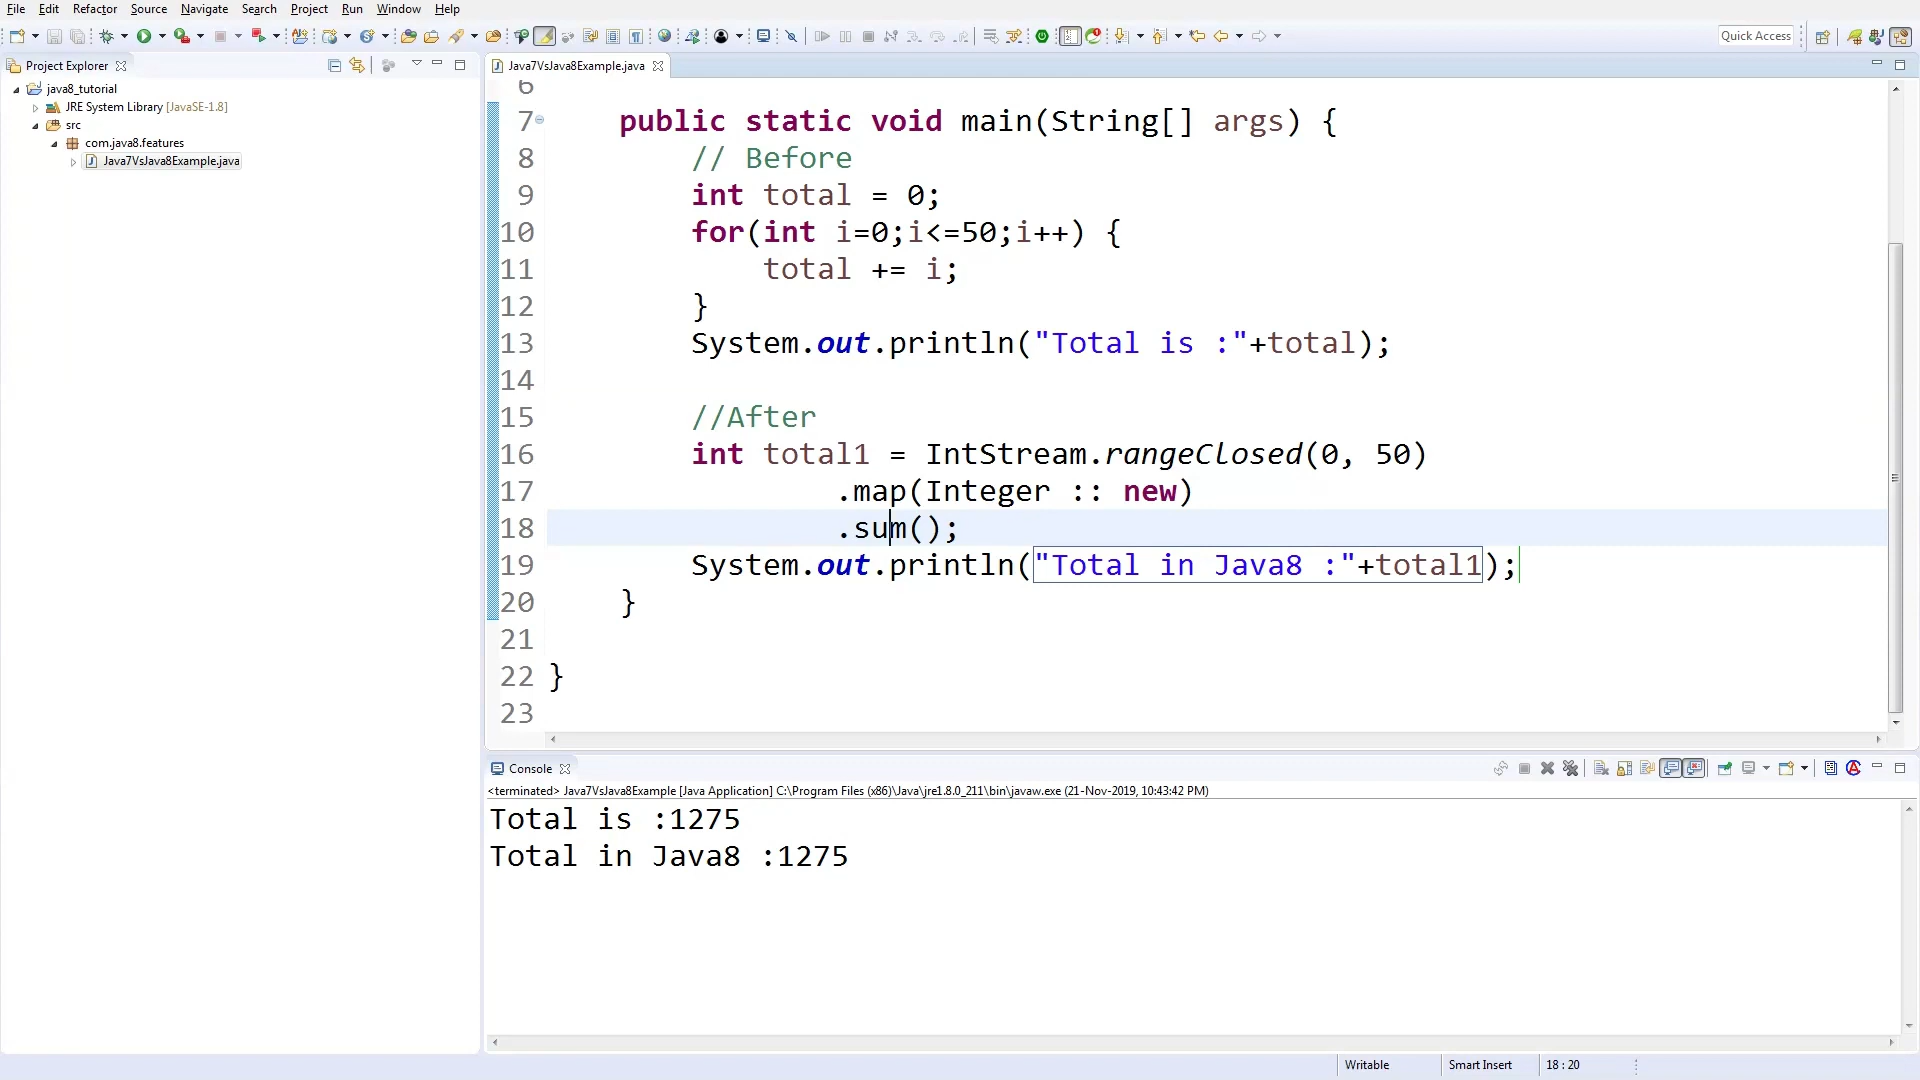 File Edit Refactor Source Navigate Search Project Run Window Help
Quick Access
Project Explorer
Java7VsJava8Example.java
java8_tutorial
JRE System Library [JavaSE-1.8]
src
com.java8.features
Java7VsJava8Example.java
6
7 public static void main(String[] args) {
8 // Before
9 int total = 0;
10 for(int i=0;i<=50;i++) {
11 total += i;
12 }
13 System.out.println("Total is :"+total);
14
15 //After
16 int total1 = IntStream.rangeClosed(0, 50)
17 .map(Integer :: new)
18 .sum();
19 System.out.println("Total in Java8 :"+total1);
20 }
21
22 }
23
Console
<terminated> Java7VsJava8Example [Java Application] C:\Program Files (x86)\Java\jre1.8.0_211\bin\javaw.exe (21-Nov-2019, 10:43:42 PM)
Total is :1275
Total in Java8 :1275
Writable Smart Insert 18 : 20